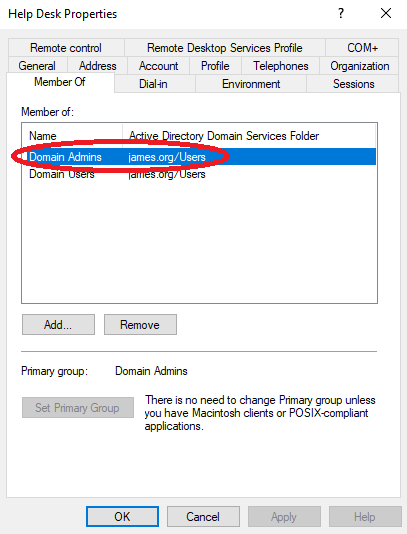 Help Desk Properties ?
Remote control Remote Desktop Services Profile COM+
General Address Account Profile Telephones Organization
Member Of Dial-in Environment Sessions
Member of:
Name Active Directory Domain Services Folder
Domain Admins james.org/Users
Domain Users james.org/Users
Add... Remove
Primary group: Domain Admins
Set Primary Group
There is no need to change Primary group unless
you have Macintosh clients or POSIX-compliant
applications.
OK Cancel Apply Help